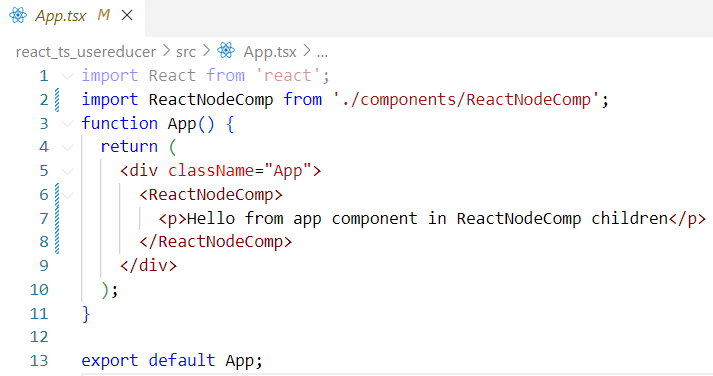 App.tsx M ×
react_ts_usereducer > src > App.tsx > ...
1 import React from 'react';
2 import ReactNodeComp from './components/ReactNodeComp';
3 function App() {
4 return (
5 <div className="App">
6 <ReactNodeComp>
7 <p>Hello from app component in ReactNodeComp children</p>
8 </ReactNodeComp>
9 </div>
10 );
11 }
12
13 export default App;